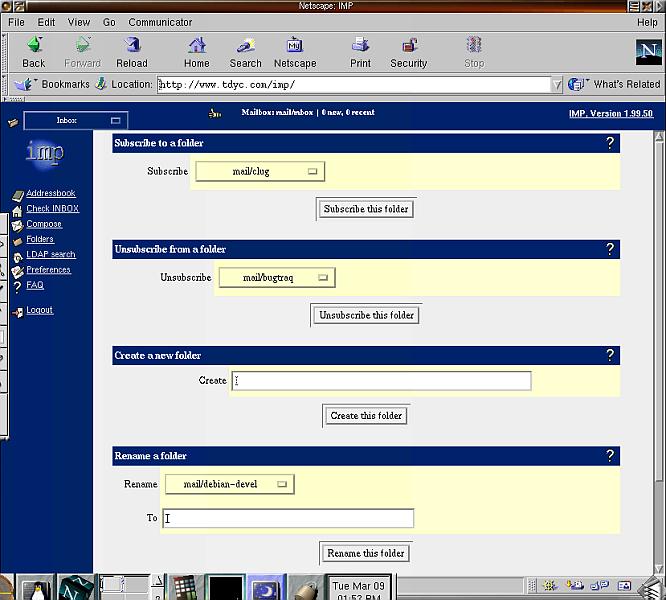 Netscape: IMP
File Edit View Go Communicator Help
Back Forward Reload Home Search Netscape Print Security Stop
Bookmarks Location: http://www.tdyc.com/imp/ What's Related
Inbox Mailbox: mail/mbox | 0 new, 0 recent IMP, Version 1.99.50
imp
Addressbook
Check INBOX
Compose
Folders
LDAP search
Preferences
FAQ
Logout
Subscribe to a folder ?
Subscribe mail/clug
Subscribe this folder
Unsubscribe from a folder ?
Unsubscribe mail/bugtraq
Unsubscribe this folder
Create a new folder ?
Create
Create this folder
Rename a folder ?
Rename mail/debian-devel
To
Rename this folder
Tue Mar 09
01:52 PM